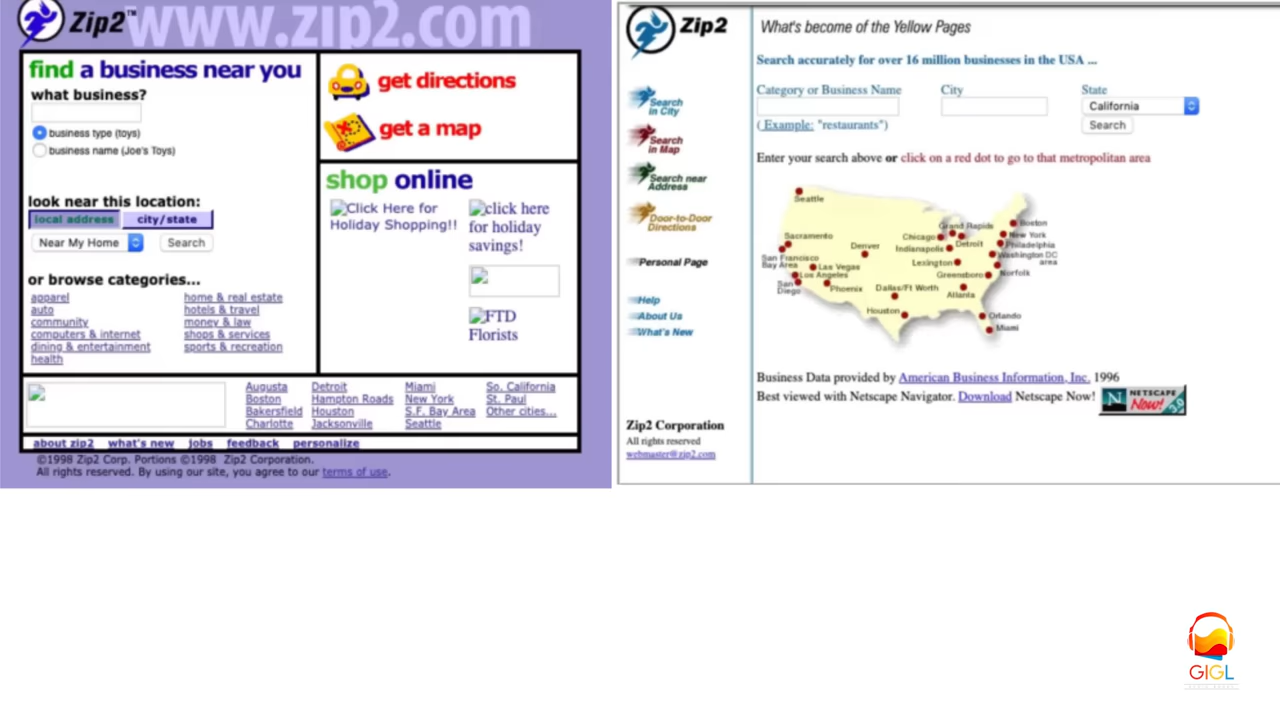 Zip2™ www.zip2.com
find a business near you
what business?
business type (toys)
business name (Joe's Toys)
look near this location:
local address city/state
Near My Home Search
or browse categories...
apparel home & real estate
auto hotels & travel
community money & law
computers & internet shops & services
dining & entertainment sports & recreation
health
get directions
get a map
shop online
Click Here for
Holiday Shopping!!
click here
for holiday
savings!
FTD
Florists
Augusta Detroit Miami So. California
Boston Hampton Roads New York St. Paul
Bakersfield Houston S.F. Bay Area Other cities...
Charlotte Jacksonville Seattle
about zip2 what's new jobs feedback personalize
©1998 Zip2 Corp. Portions ©1998 Zip2 Corporation.
All rights reserved. By using our site, you agree to our terms of use.
Zip2
What's become of the Yellow Pages
Search accurately for over 16 million businesses in the USA ...
Category or Business Name City State
California
( Example: "restaurants") Search
Enter your search above or click on a red dot to go to that metropolitan area
Search
in City
Search
in Map
Search near
Address
Door-to-Door
Directions
Personal Page
Help
About Us
What's New
Seattle
Grand Rapids
Boston
Sacramento
Chicago
New York
Denver
Indianapolis
Detroit
Philadelphia
San Francisco
Bay Area
Las Vegas
Lexington
Washington DC
area
Los Angeles
Greensboro
Norfolk
San
Diego
Phoenix
Dallas/Ft Worth
Atlanta
Houston
Orlando
Miami
Business Data provided by American Business Information, Inc. 1996
Best viewed with Netscape Navigator. Download Netscape Now!
N NETSCAPE
Now! 3.0
Zip2 Corporation
All rights reserved
webmaster@zip2.com
GIGL